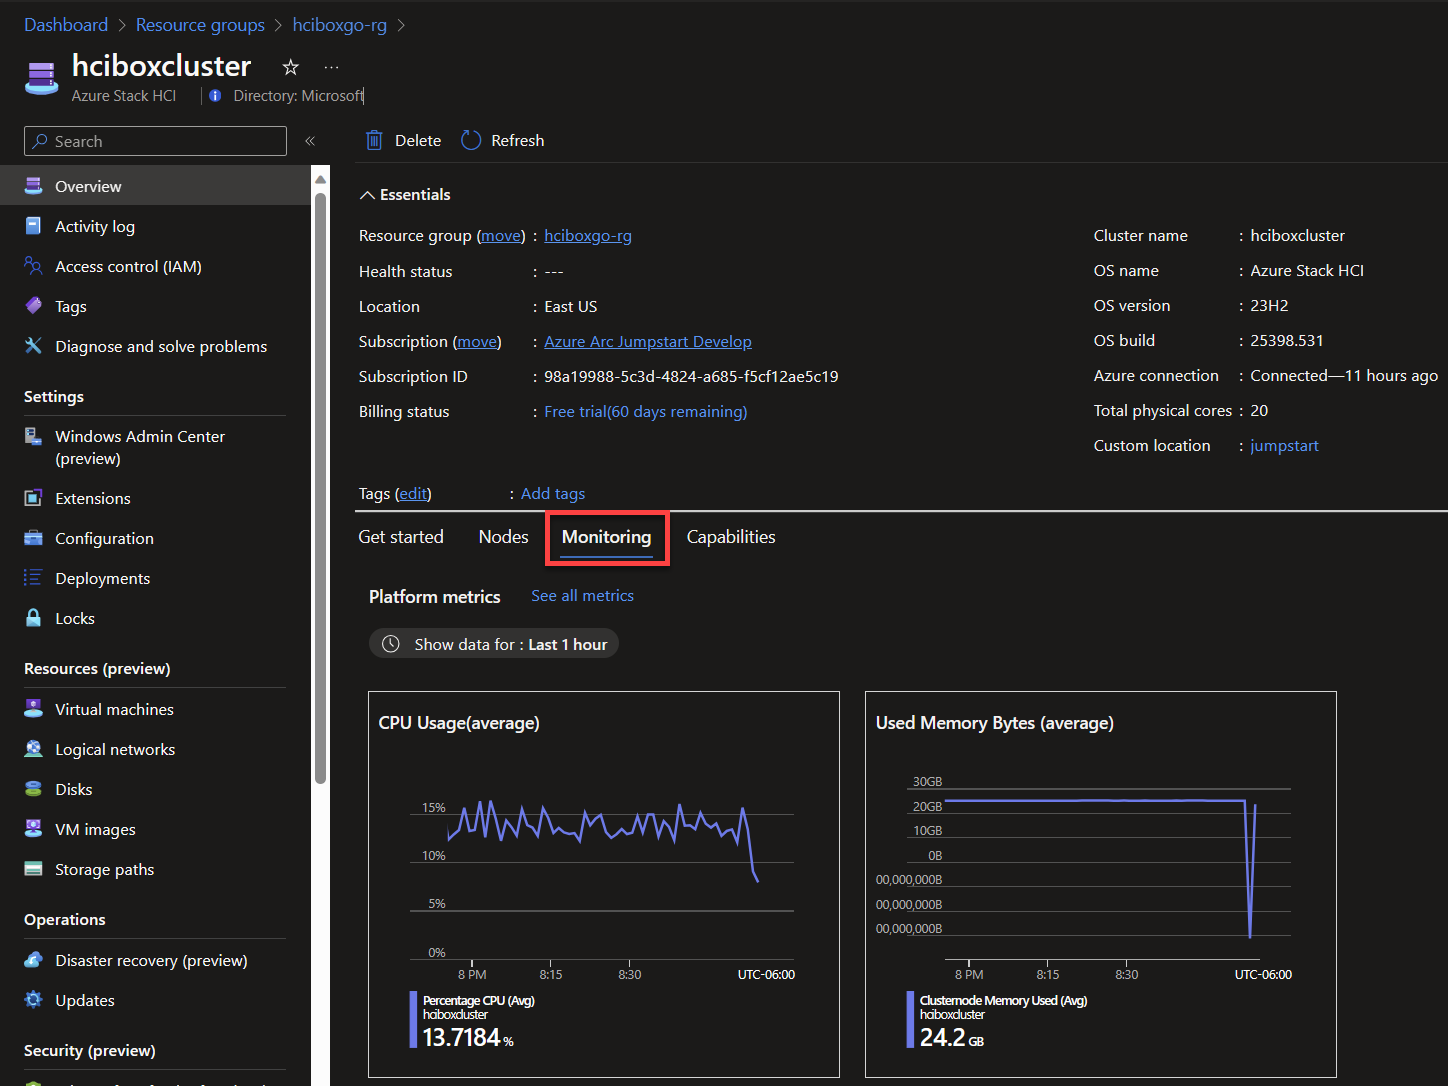 Dashboard > Resource groups > hciboxgo-rg >
hciboxcluster
Azure Stack HCI | Directory: Microsoft
Search
Overview
Activity log
Access control (IAM)
Tags
Diagnose and solve problems
Settings
Windows Admin Center
(preview)
Extensions
Configuration
Deployments
Locks
Resources (preview)
Virtual machines
Logical networks
Disks
VM images
Storage paths
Operations
Disaster recovery (preview)
Updates
Security (preview)
Delete Refresh
Essentials
Resource group (move) : hciboxgo-rg
Health status : ---
Location : East US
Subscription (move) : Azure Arc Jumpstart Develop
Subscription ID : 98a19988-5c3d-4824-a685-f5cf12ae5c19
Billing status : Free trial(60 days remaining)
Cluster name : hciboxcluster
OS name : Azure Stack HCI
OS version : 23H2
OS build : 25398.531
Azure connection : Connected—11 hours ago
Total physical cores : 20
Custom location : jumpstart
Tags (edit) : Add tags
Get started Nodes Monitoring Capabilities
Platform metrics See all metrics
Show data for : Last 1 hour
CPU Usage(average)
15%
10%
5%
0%
8 PM 8:15 8:30 UTC-06:00
Percentage CPU (Avg)
hciboxcluster
13.7184 %
Used Memory Bytes (average)
30GB
20GB
10GB
0B
00,000,000B
00,000,000B
00,000,000B
8 PM 8:15 8:30 UTC-06:00
Clusternode Memory Used (Avg)
hciboxcluster
24.2 GB